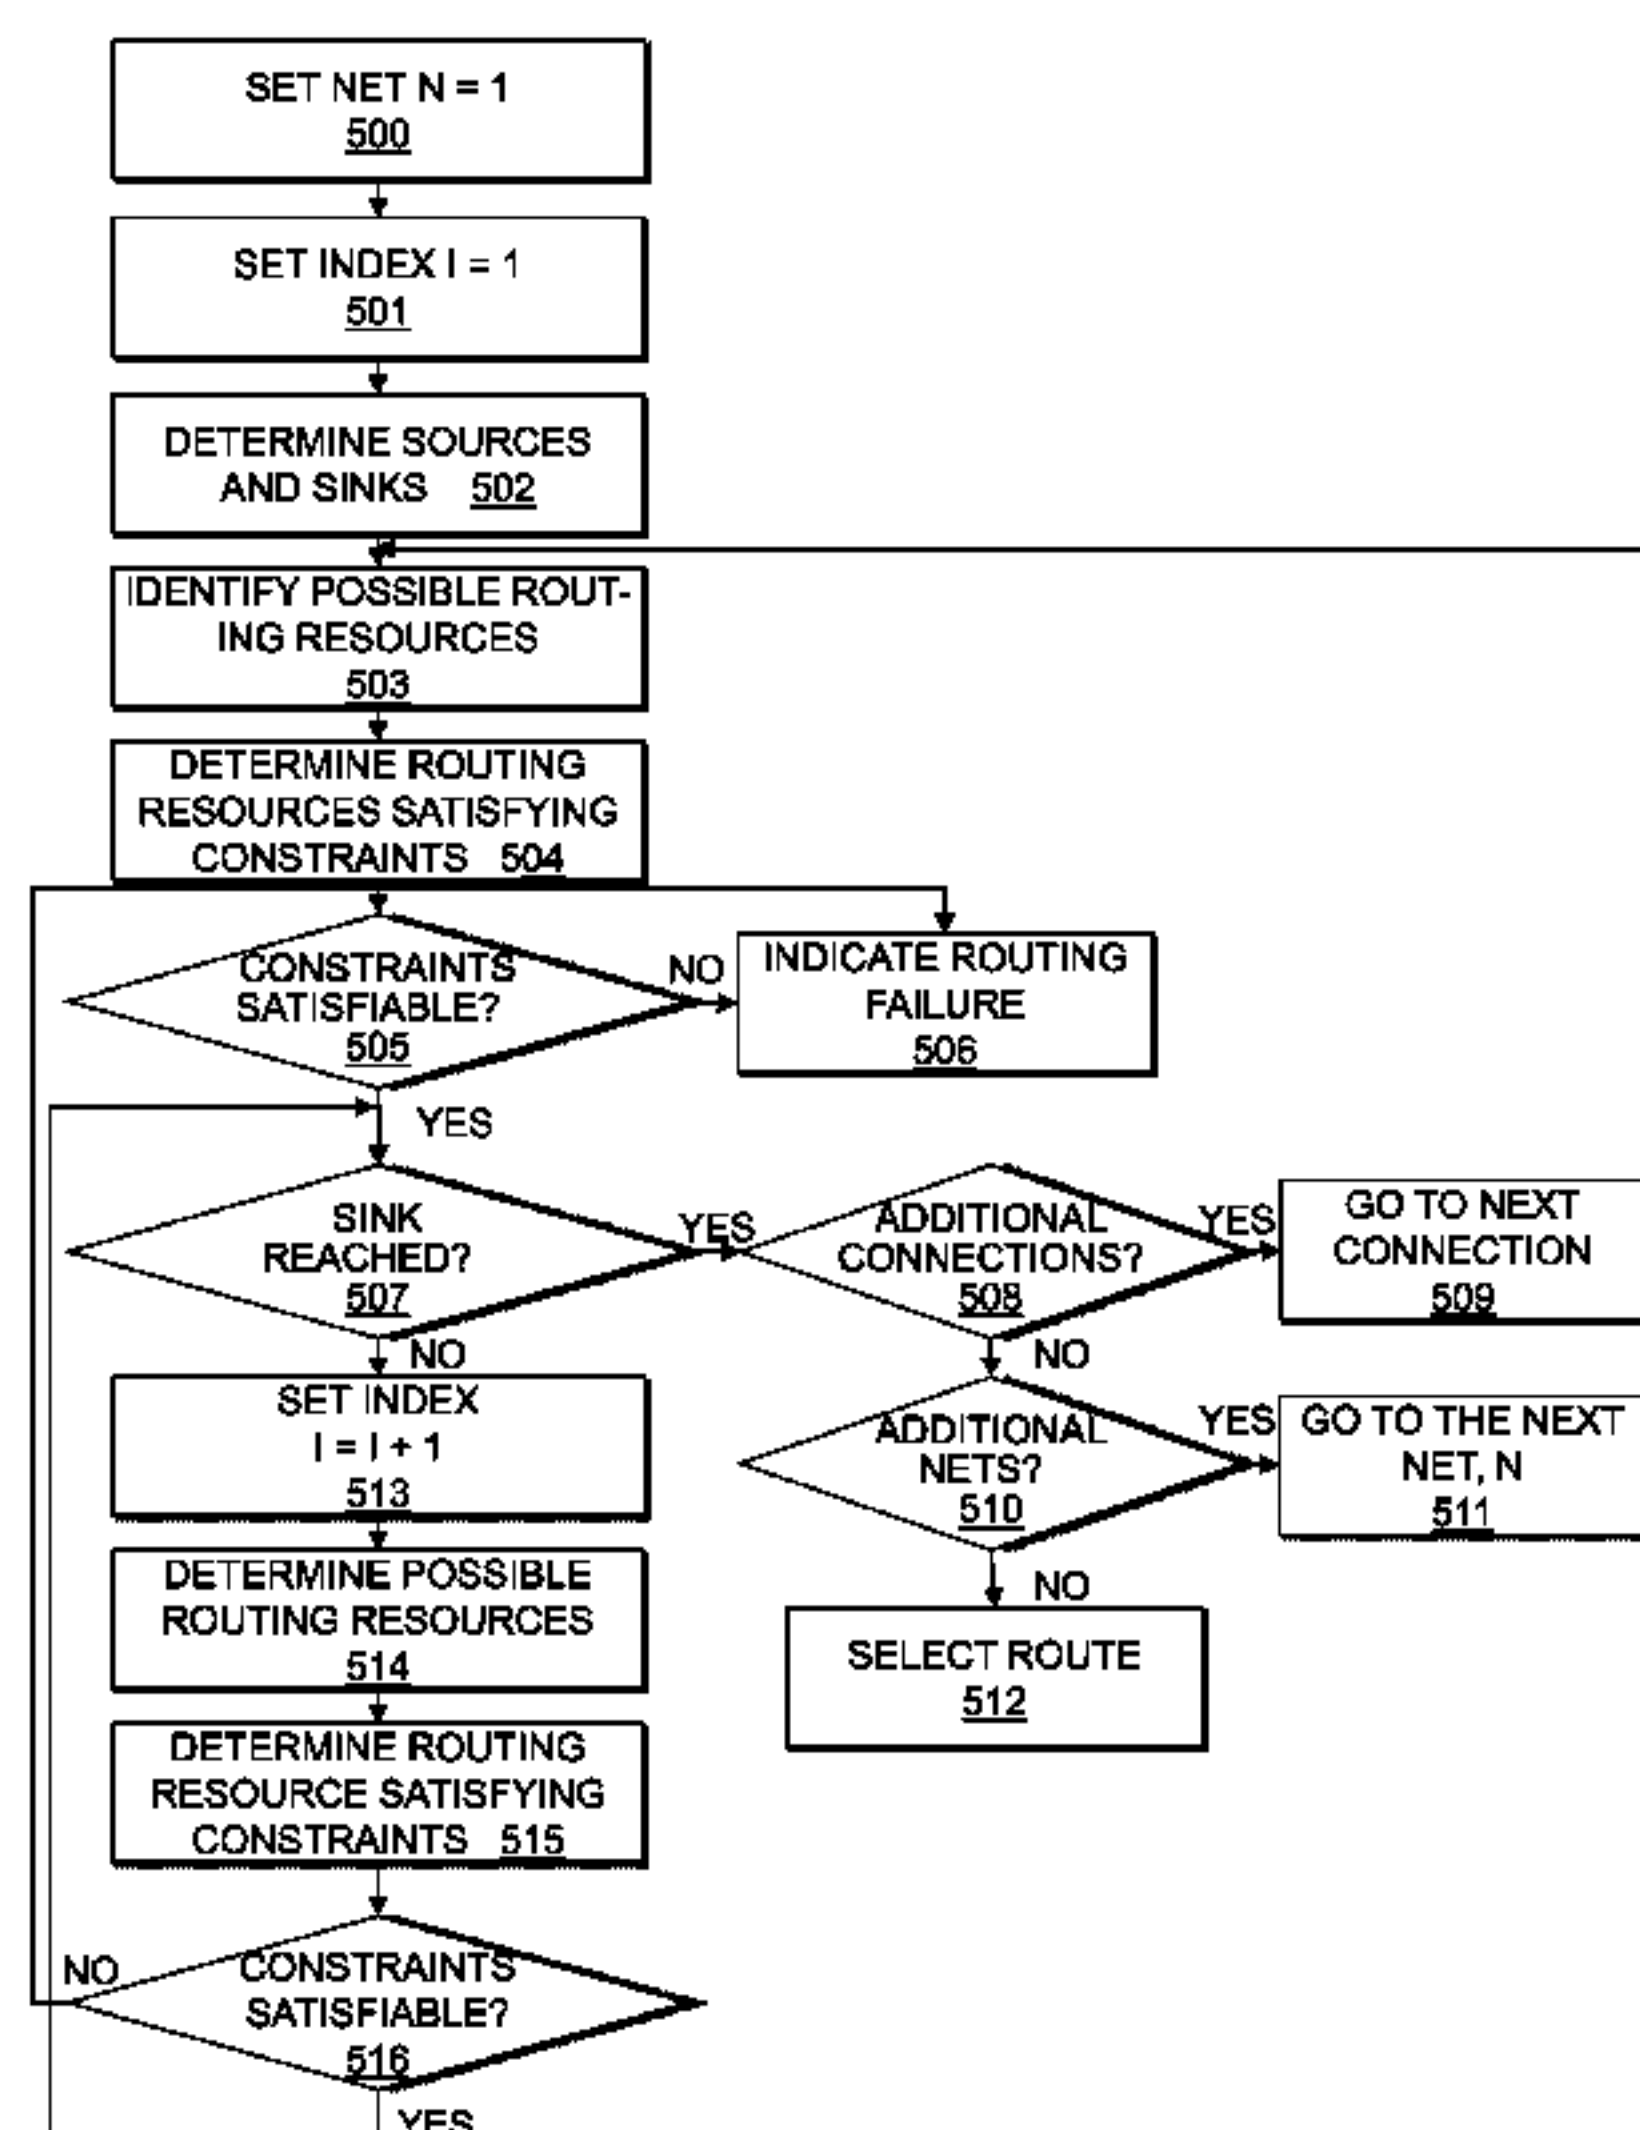 SET NET N = 1
500
SET INDEX I = 1
501
DETERMINE SOURCES
AND SINKS 502
IDENTIFY POSSIBLE ROUT-
ING RESOURCES
503
DETERMINE ROUTING
RESOURCES SATISFYING
CONSTRAINTS 504
CONSTRAINTS
SATISFIABLE?
505
NO
INDICATE ROUTING
FAILURE
506
YES
SINK
REACHED?
507
YES
ADDITIONAL
CONNECTIONS?
508
YES
GO TO NEXT
CONNECTION
509
NO
NO
SET INDEX
I = I + 1
513
ADDITIONAL
NETS?
510
YES
GO TO THE NEXT
NET, N
511
NO
SELECT ROUTE
512
DETERMINE POSSIBLE
ROUTING RESOURCES
514
DETERMINE ROUTING
RESOURCE SATISFYING
CONSTRAINTS 515
NO
CONSTRAINTS
SATISFIABLE?
516
YES